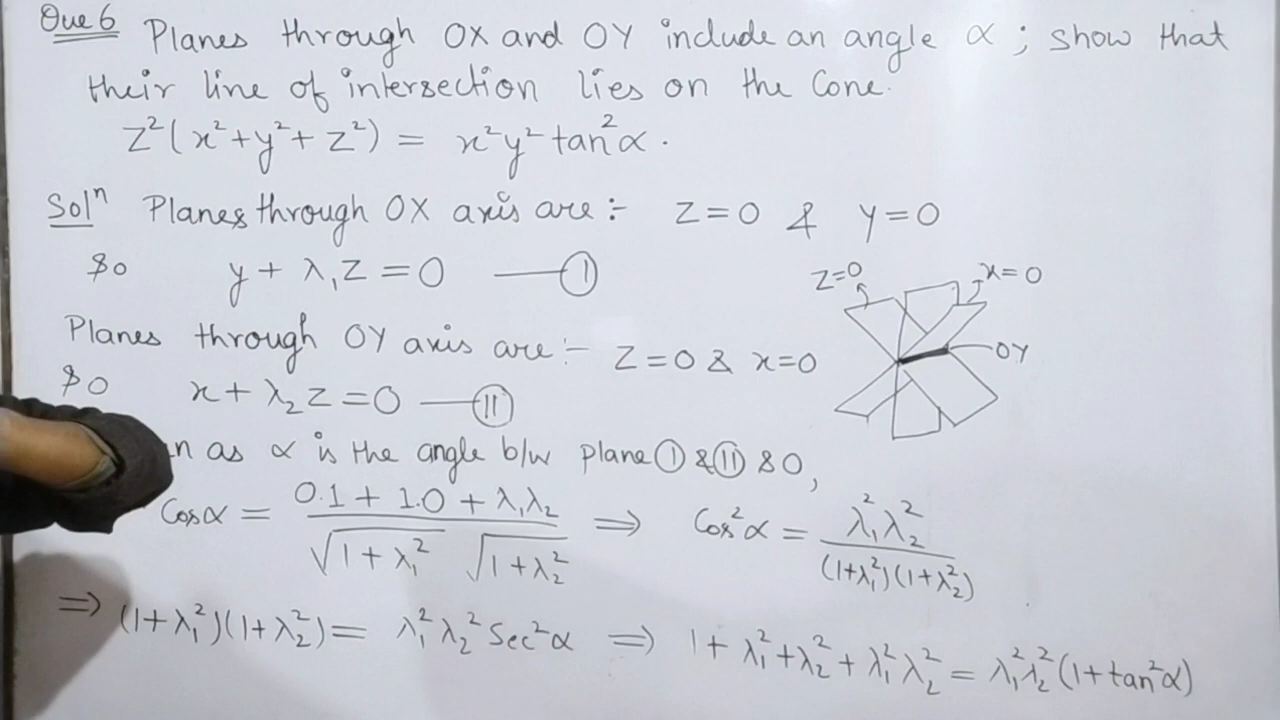 Que 6 Planes through OX and OY include an angle α ; show that
their line of intersection lies on the Cone.
z²(x²+y²+z²) = x²y² tan²α .
Solⁿ Planes through OX axis are :- z=0 & y=0
So y + λ₁z = 0 —— Ⅰ
z=0 x=0
Planes through OY axis are :- z=0 & x=0
OY
So x + λ₂z = 0 —— Ⅱ
as α is the angle b/w plane Ⅰ & Ⅱ so,
Cosα = (0.1 + 1.0 + λ₁λ₂) / (√(1+λ₁²) √(1+λ₂²)) ⇒ Cos²α = λ₁²λ₂² / ((1+λ₁²)(1+λ₂²))
⇒ (1+λ₁²)(1+λ₂²) = λ₁²λ₂² Sec²α ⇒ 1 + λ₁² + λ₂² + λ₁²λ₂² = λ₁²λ₂²(1+tan²α)